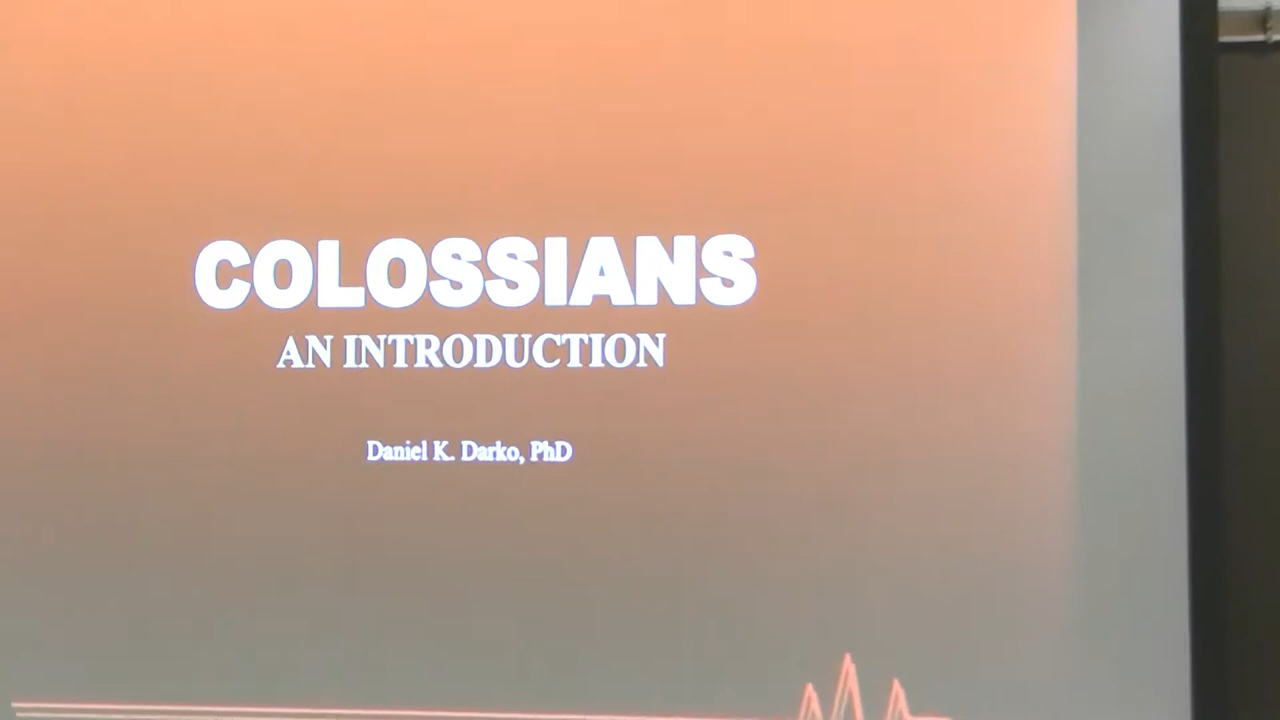 COLOSSIANS
AN INTRODUCTION
Daniel K. Darko, PhD